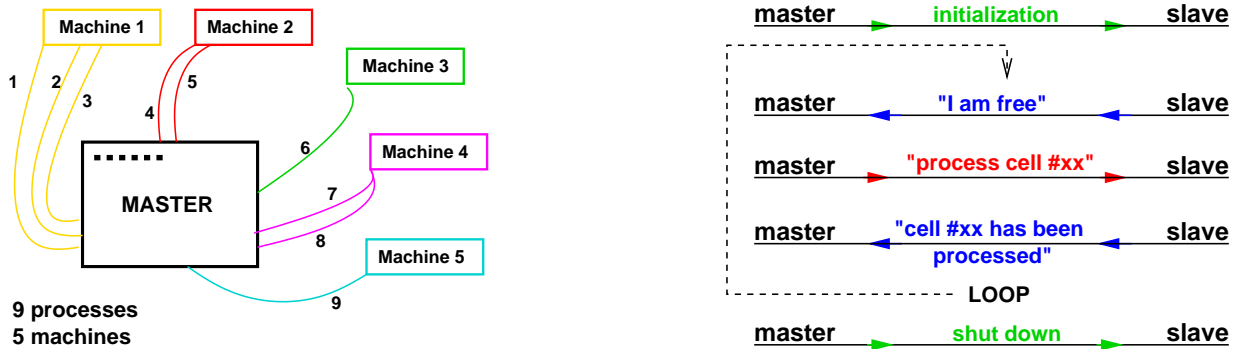 Machine 1
Machine 2
Machine 3
Machine 4
Machine 5
1
2
3
4
5
6
7
8
9
MASTER
9 processes
5 machines
master initialization slave
master "I am free" slave
master "process cell #xx" slave
master "cell #xx has been slave
processed"
LOOP
master shut down slave